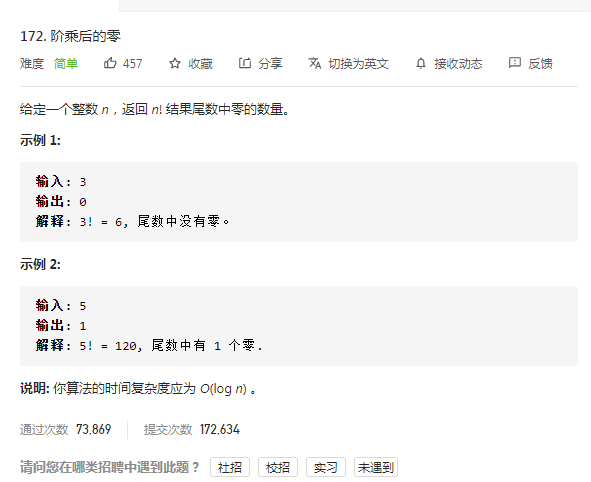 172. 阶乘后的零
难度 简单 457 收藏 分享 切换为英文 接收动态 反馈
给定一个整数 n，返回 n! 结果尾数中零的数量。
示例 1:
输入: 3
输出: 0
解释: 3! = 6, 尾数中没有零。
示例 2:
输入: 5
输出: 1
解释: 5! = 120, 尾数中有 1 个零.
说明: 你算法的时间复杂度应为 O(log n) 。
通过次数 73,869 提交次数 172,634
请问您在哪类招聘中遇到此题？ 社招 校招 实习 未遇到